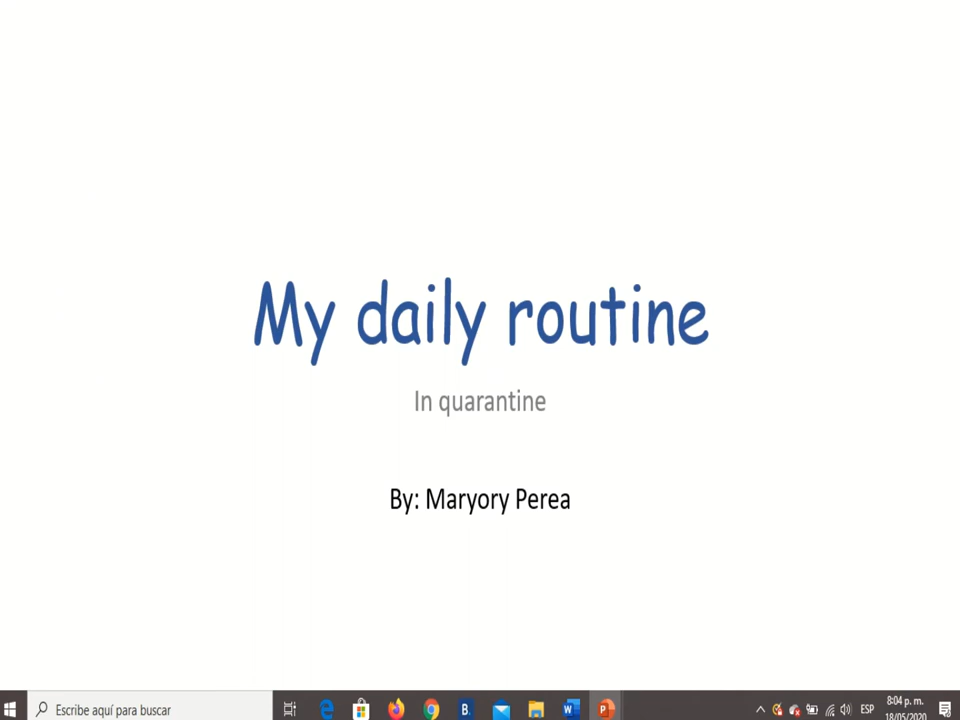 My daily routine
In quarantine
By: Maryory Perea
Escribe aquí para buscar
ESP
8:04 p. m.
18/05/2020